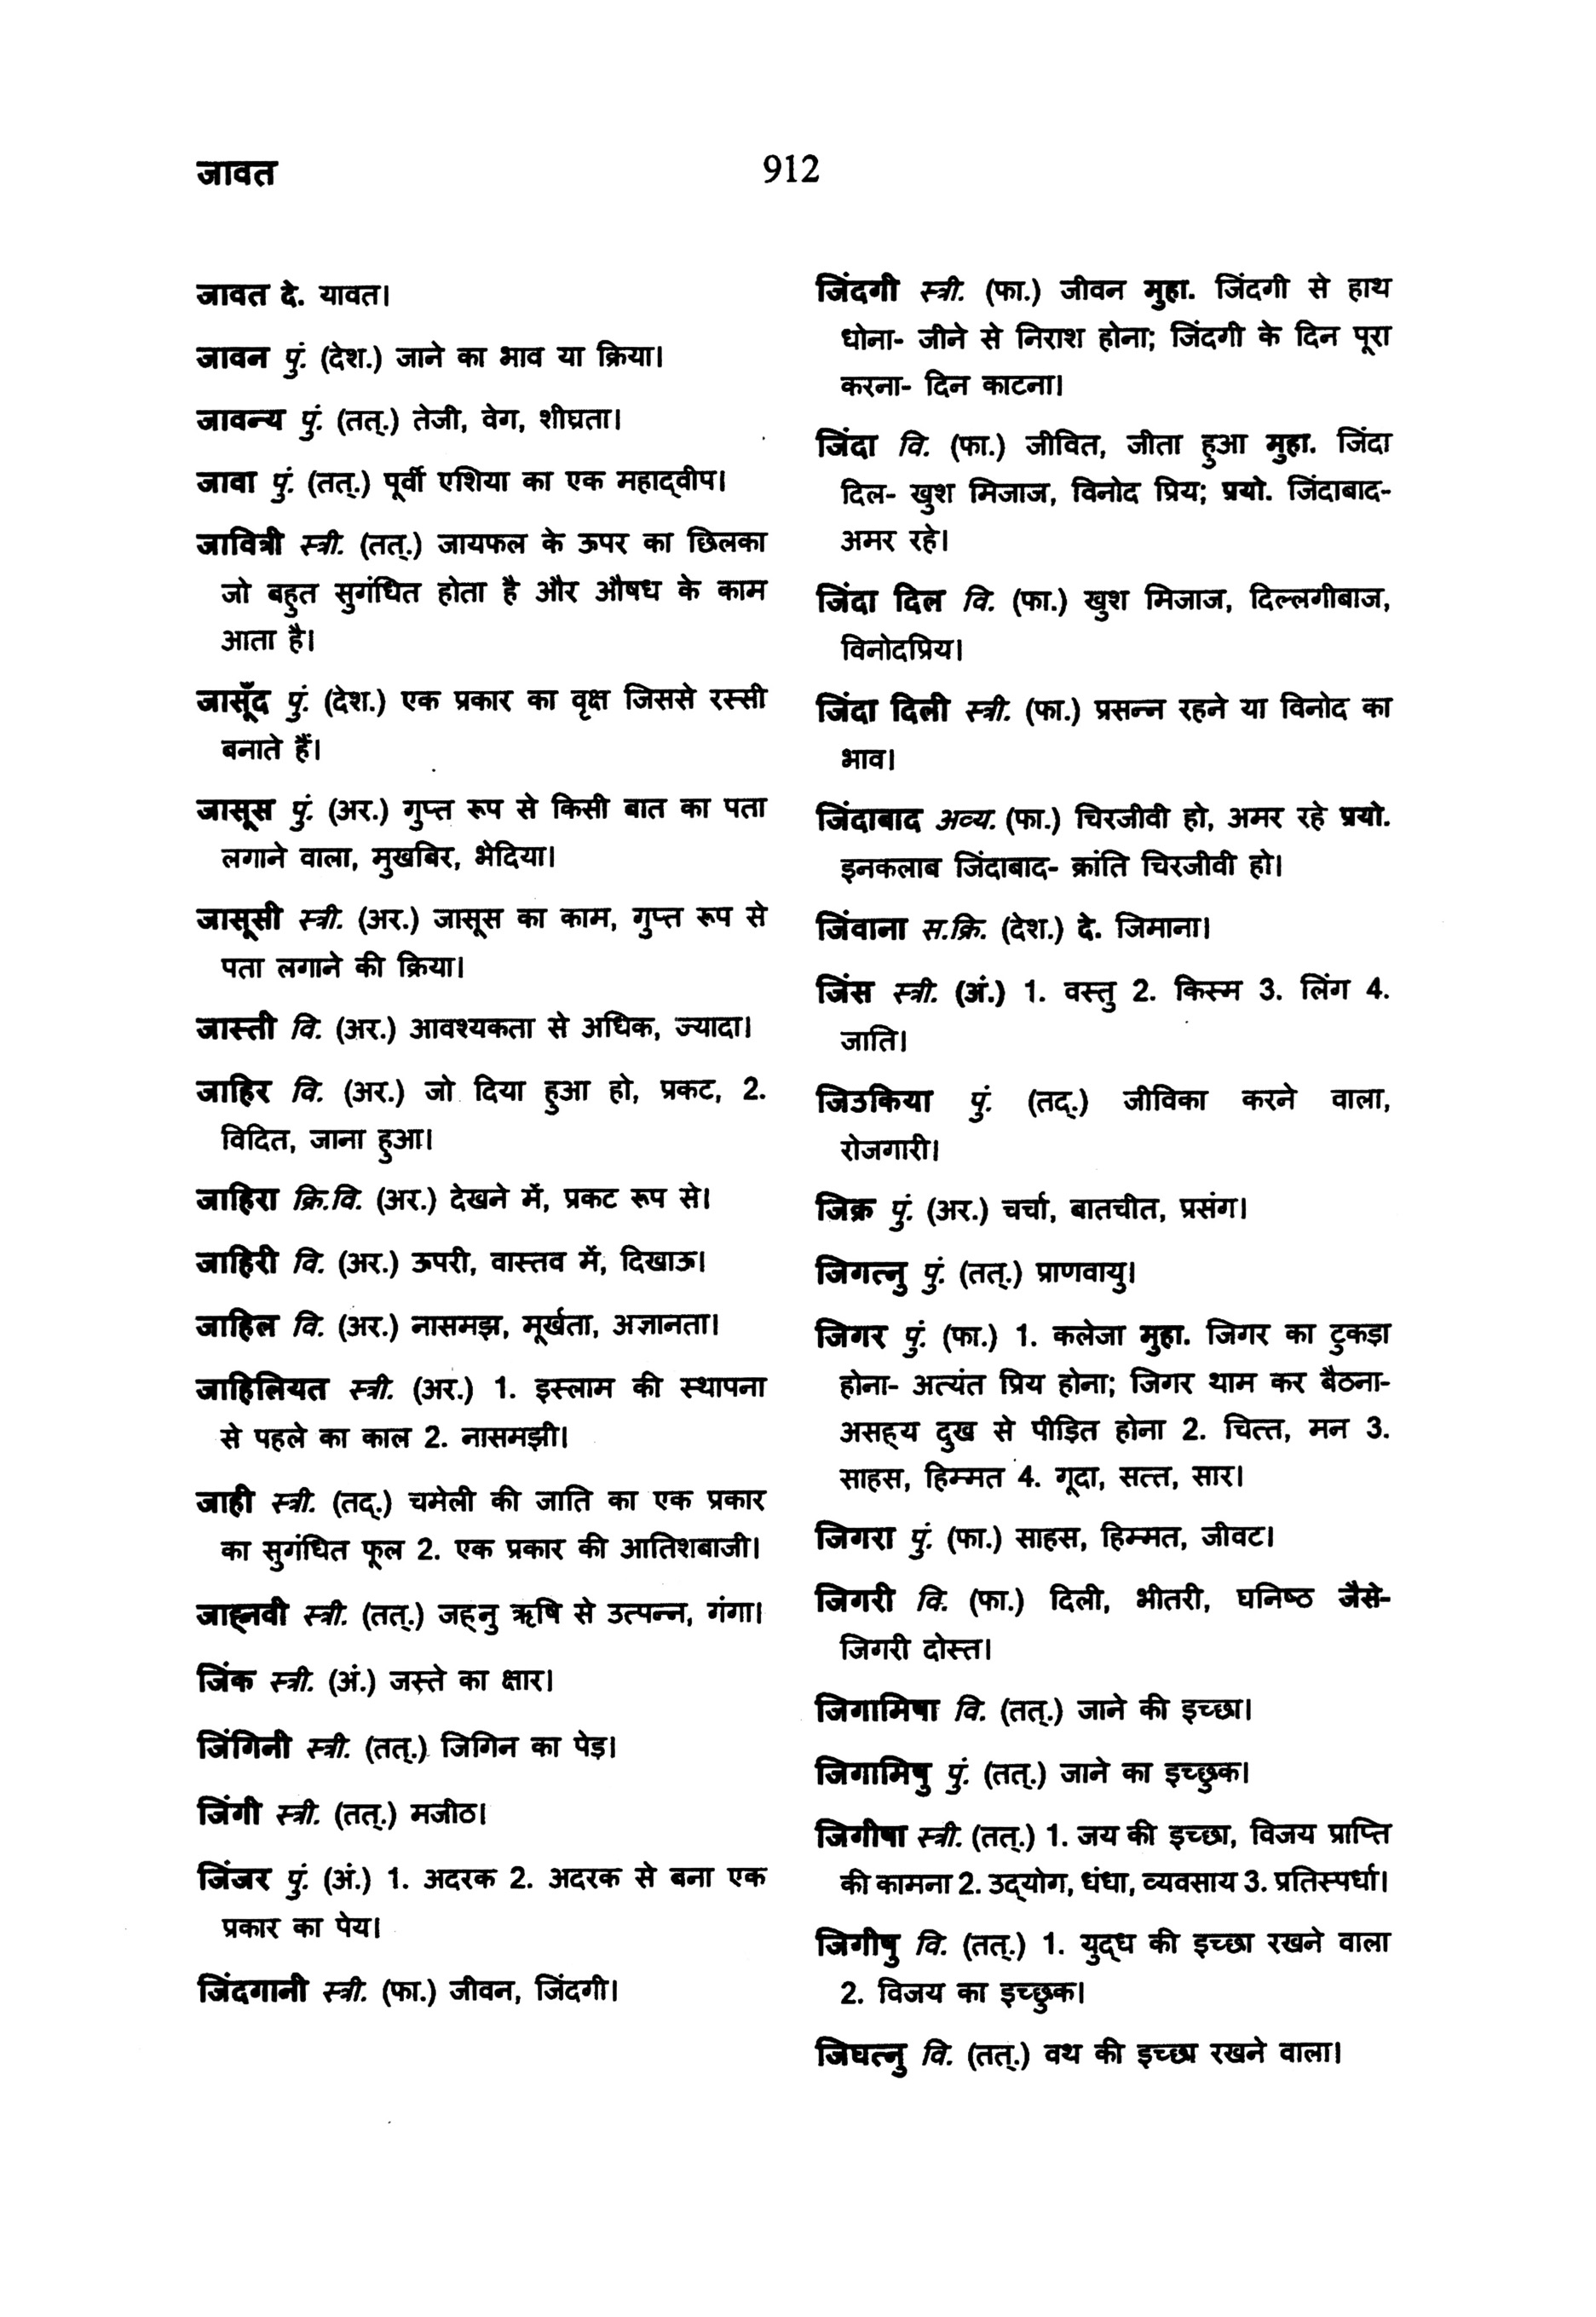 जावत
912
जावत दे. यावत।
जावन पुं. (देश.) जाने का भाव या क्रिया।
जावन्य पुं. (तत्.) तेजी, वेग, शीघ्रता।
जावा पुं. (तत्.) पूर्वी एशिया का एक महाद्‌वीप।
जावित्री स्त्री. (तत्.) जायफल के ऊपर का छिलका
जो बहुत सुगंधित होता है और औषध के काम
आता है।
जासूँद पुं. (देश.) एक प्रकार का वृक्ष जिससे रस्सी
बनाते हैं।
जासूस पुं. (अर.) गुप्त रूप से किसी बात का पता
लगाने वाला, मुखबिर, भेदिया।
जासूसी स्त्री. (अर.) जासूस का काम, गुप्त रूप से
पता लगाने की क्रिया।
जास्ती वि. (अर.) आवश्यकता से अधिक, ज्यादा।
जाहिर वि. (अर.) जो दिया हुआ हो, प्रकट, 2.
विदित, जाना हुआ।
जाहिरा क्रि.वि. (अर.) देखने में, प्रकट रूप से।
जाहिरी वि. (अर.) ऊपरी, वास्तव में, दिखाऊ।
जाहिल वि. (अर.) नासमझ, मूर्खता, अज्ञानता।
जाहिलियत स्त्री. (अर.) 1. इस्लाम की स्थापना
से पहले का काल 2. नासमझी।
जाही स्त्री. (तद्.) चमेली की जाति का एक प्रकार
का सुगंधित फूल 2. एक प्रकार की आतिशबाजी।
जाह्‌नवी स्त्री. (तत्.) जह्‌नु ऋषि से उत्पन्न, गंगा।
जिंक स्त्री. (अं.) जस्ते का क्षार।
जिंगिनी स्त्री. (तत्.) जिगिन का पेड़।
जिंगी स्त्री. (तत्.) मजीठ।
जिंजर पुं. (अं.) 1. अदरक 2. अदरक से बना एक
प्रकार का पेय।
जिंदगानी स्त्री. (फा.) जीवन, जिंदगी।
जिंदगी स्त्री. (फा.) जीवन मुहा. जिंदगी से हाथ
धोना- जीने से निराश होना; जिंदगी के दिन पूरा
करना- दिन काटना।
जिंदा वि. (फा.) जीवित, जीता हुआ मुहा. जिंदा
दिल- खुश मिजाज, विनोद प्रिय; प्रयो. जिंदाबाद-
अमर रहे।
जिंदा दिल वि. (फा.) खुश मिजाज, दिल्लगीबाज,
विनोदप्रिय।
जिंदा दिली स्त्री. (फा.) प्रसन्न रहने या विनोद का
भाव।
जिंदाबाद अव्य. (फा.) चिरजीवी हो, अमर रहे प्रयो.
इनकलाब जिंदाबाद- क्रांति चिरजीवी हो।
जिंवाना स.क्रि. (देश.) दे. जिमाना।
जिंस स्त्री. (अं.) 1. वस्तु 2. किस्म 3. लिंग 4.
जाति।
जिउकिया पुं. (तद्.) जीविका करने वाला,
रोजगारी।
जिक्र पुं. (अर.) चर्चा, बातचीत, प्रसंग।
जिगत्नु पुं. (तत्.) प्राणवायु।
जिगर पुं. (फा.) 1. कलेजा मुहा. जिगर का टुकड़ा
होना- अत्यंत प्रिय होना; जिगर थाम कर बैठना-
असह्‌य दुख से पीड़ित होना 2. चित्त, मन 3.
साहस, हिम्मत 4. गूदा, सत्त, सार।
जिगरा पुं. (फा.) साहस, हिम्मत, जीवट।
जिगरी वि. (फा.) दिली, भीतरी, घनिष्ठ जैसे-
जिगरी दोस्त।
जिगामिषा वि. (तत्.) जाने की इच्छा।
जिगामिषु पुं. (तत्.) जाने का इच्छुक।
जिगीषा स्त्री. (तत्.) 1. जय की इच्छा, विजय प्राप्ति
की कामना 2. उद्‌योग, धंधा, व्यवसाय 3. प्रतिस्पर्धा।
जिगीषु वि. (तत्.) 1. युद्‌ध की इच्छा रखने वाला
2. विजय का इच्छुक।
जिघत्नु वि. (तत्.) वध की इच्छा रखने वाला।